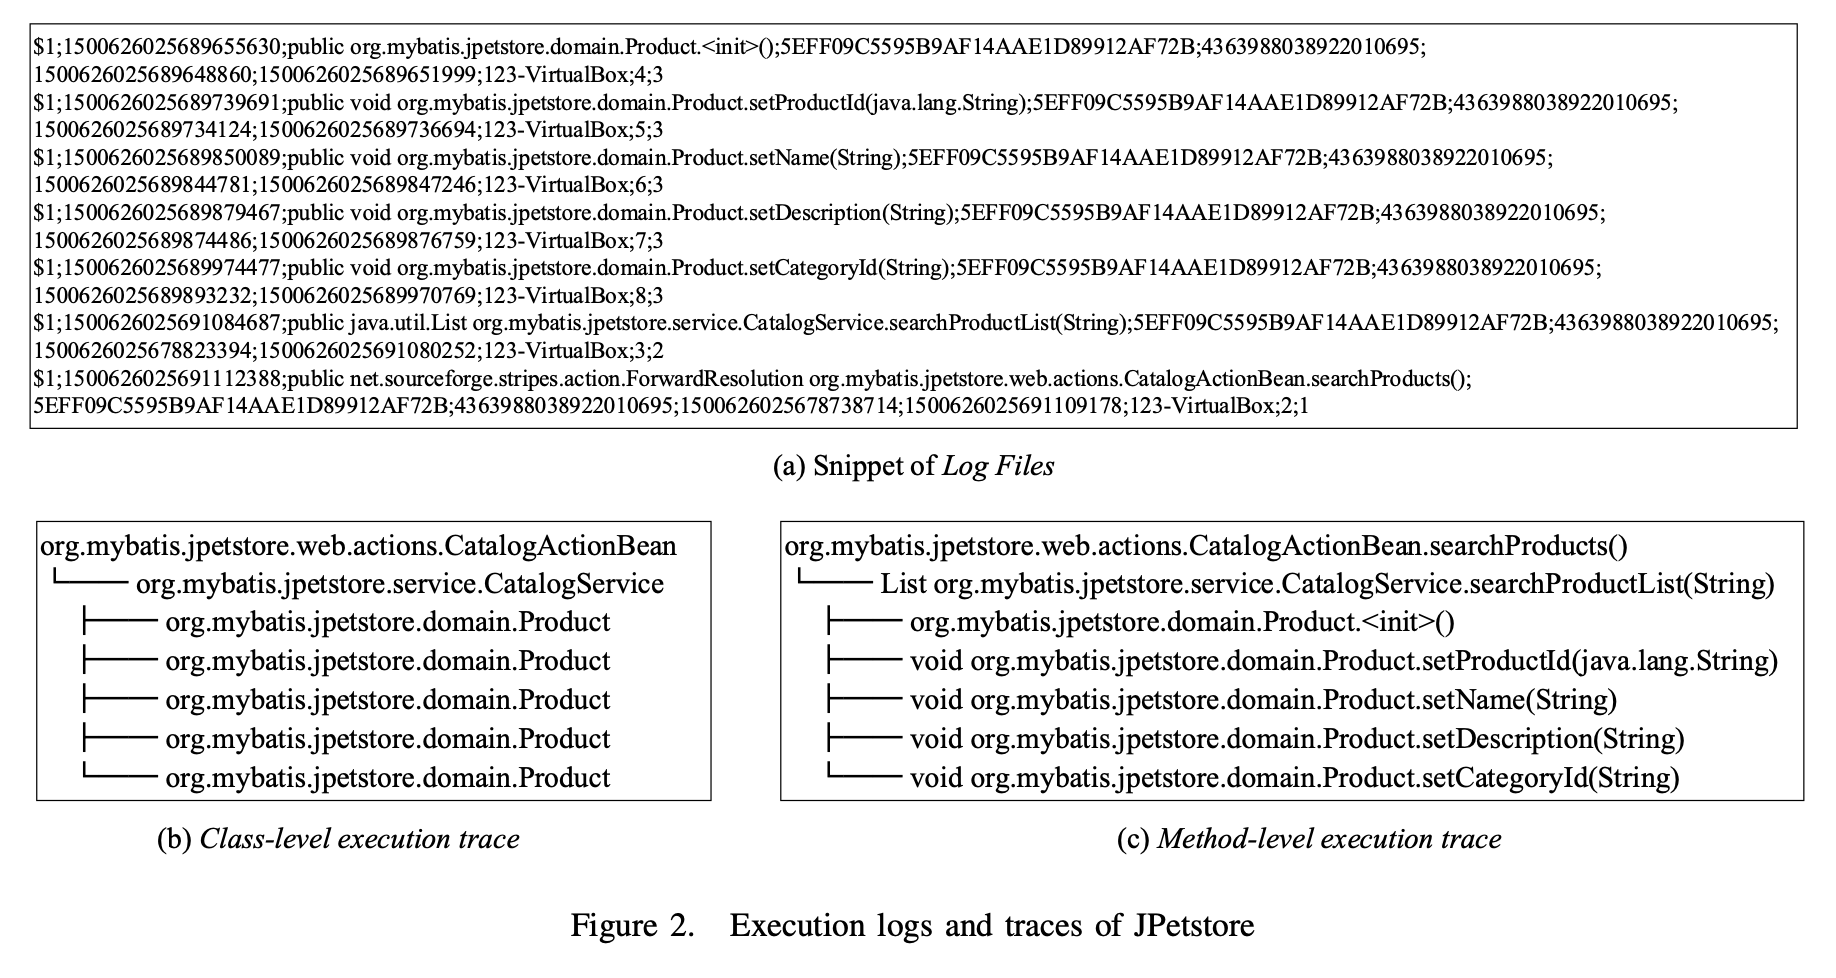 $1;1500626025689655630;public org.mybatis.jpetstore.domain.Product.<init>();5EFF09C5595B9AF14AAE1D89912AF72B;4363988038922010695;
1500626025689648860;1500626025689651999;123-VirtualBox;4;3
$1;1500626025689739691;public void org.mybatis.jpetstore.domain.Product.setProductId(java.lang.String);5EFF09C5595B9AF14AAE1D89912AF72B;4363988038922010695;
1500626025689734124;1500626025689736694;123-VirtualBox;5;3
$1;1500626025689850089;public void org.mybatis.jpetstore.domain.Product.setName(String);5EFF09C5595B9AF14AAE1D89912AF72B;4363988038922010695;
1500626025689844781;1500626025689847246;123-VirtualBox;6;3
$1;1500626025689879467;public void org.mybatis.jpetstore.domain.Product.setDescription(String);5EFF09C5595B9AF14AAE1D89912AF72B;4363988038922010695;
1500626025689874486;1500626025689876759;123-VirtualBox;7;3
$1;1500626025689974477;public void org.mybatis.jpetstore.domain.Product.setCategoryId(String);5EFF09C5595B9AF14AAE1D89912AF72B;4363988038922010695;
1500626025689893232;1500626025689970769;123-VirtualBox;8;3
$1;1500626025691084687;public java.util.List org.mybatis.jpetstore.service.CatalogService.searchProductList(String);5EFF09C5595B9AF14AAE1D89912AF72B;4363988038922010695;
1500626025678823394;1500626025691080252;123-VirtualBox;3;2
$1;1500626025691112388;public net.sourceforge.stripes.action.ForwardResolution org.mybatis.jpetstore.web.actions.CatalogActionBean.searchProducts();
5EFF09C5595B9AF14AAE1D89912AF72B;4363988038922010695;1500626025678738714;1500626025691109178;123-VirtualBox;2;1
(a) Snippet of Log Files
org.mybatis.jpetstore.web.actions.CatalogActionBean
org.mybatis.jpetstore.service.CatalogService
org.mybatis.jpetstore.domain.Product
org.mybatis.jpetstore.domain.Product
org.mybatis.jpetstore.domain.Product
org.mybatis.jpetstore.domain.Product
org.mybatis.jpetstore.domain.Product
(b) Class-level execution trace
org.mybatis.jpetstore.web.actions.CatalogActionBean.searchProducts()
List org.mybatis.jpetstore.service.CatalogService.searchProductList(String)
org.mybatis.jpetstore.domain.Product.<init>()
void org.mybatis.jpetstore.domain.Product.setProductId(java.lang.String)
void org.mybatis.jpetstore.domain.Product.setName(String)
void org.mybatis.jpetstore.domain.Product.setDescription(String)
void org.mybatis.jpetstore.domain.Product.setCategoryId(String)
(c) Method-level execution trace
Figure 2. Execution logs and traces of JPetstore